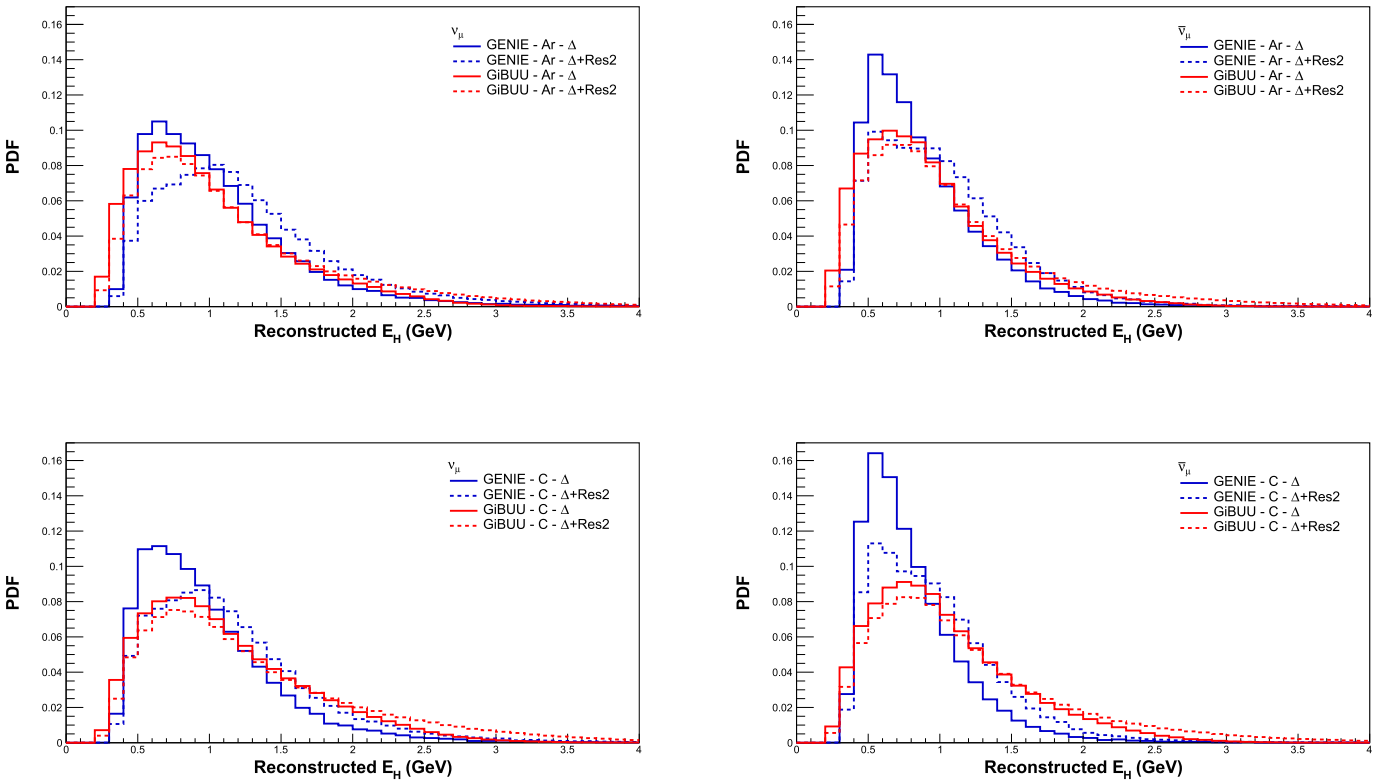 0.16
0.14
0.12
0.1
0.08
0.06
0.04
0.02
0
PDF
ν_μ
GENIE - Ar - Δ
GENIE - Ar - Δ+Res2
GiBUU - Ar - Δ
GiBUU - Ar - Δ+Res2
0 0.5 1 1.5 2 2.5 3 3.5 4
Reconstructed E_H (GeV)
0.16
0.14
0.12
0.1
0.08
0.06
0.04
0.02
0
PDF
ν̅_μ
GENIE - Ar - Δ
GENIE - Ar - Δ+Res2
GiBUU - Ar - Δ
GiBUU - Ar - Δ+Res2
0 0.5 1 1.5 2 2.5 3 3.5 4
Reconstructed E_H (GeV)
0.16
0.14
0.12
0.1
0.08
0.06
0.04
0.02
0
PDF
ν_μ
GENIE - C - Δ
GENIE - C - Δ+Res2
GiBUU - C - Δ
GiBUU - C - Δ+Res2
0 0.5 1 1.5 2 2.5 3 3.5 4
Reconstructed E_H (GeV)
0.16
0.14
0.12
0.1
0.08
0.06
0.04
0.02
0
PDF
ν̅_μ
GENIE - C - Δ
GENIE - C - Δ+Res2
GiBUU - C - Δ
GiBUU - C - Δ+Res2
0 0.5 1 1.5 2 2.5 3 3.5 4
Reconstructed E_H (GeV)